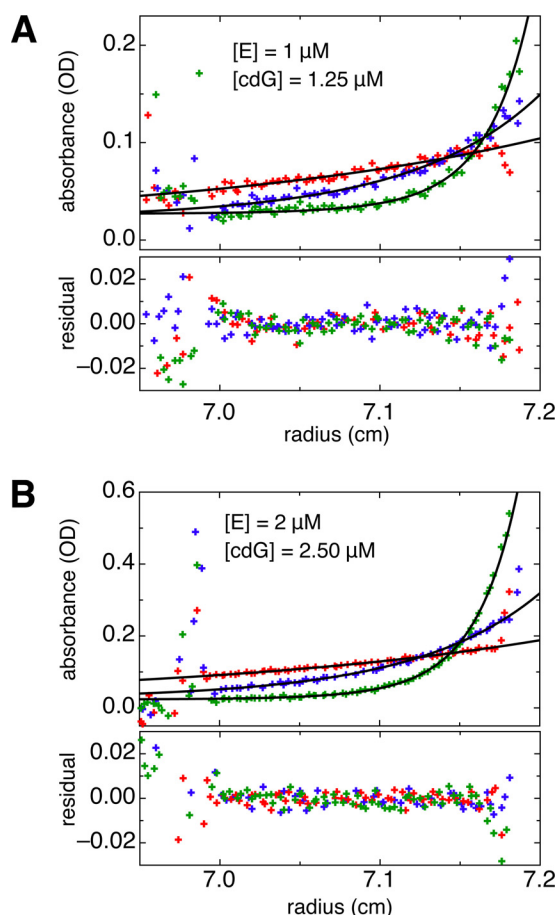 A
[E] = 1 µM
[cdG] = 1.25 µM
absorbance (OD)
0.2
0.1
0.0
residual
0.02
0.00
−0.02
7.0 7.1 7.2
radius (cm)
B
[E] = 2 µM
[cdG] = 2.50 µM
absorbance (OD)
0.6
0.4
0.2
0.0
residual
0.02
0.00
−0.02
7.0 7.1 7.2
radius (cm)